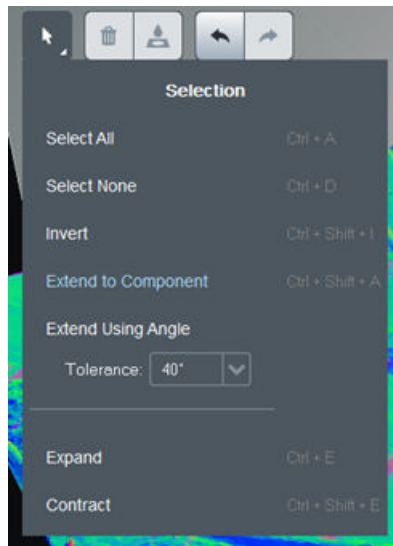 Selection
Select All Ctrl + A
Select None Ctrl + D
Invert Ctrl + Shift + I
Extend to Component Ctrl + Shift + A
Extend Using Angle
Tolerance: 40°
Expand Ctrl + E
Contract Ctrl + Shift + E